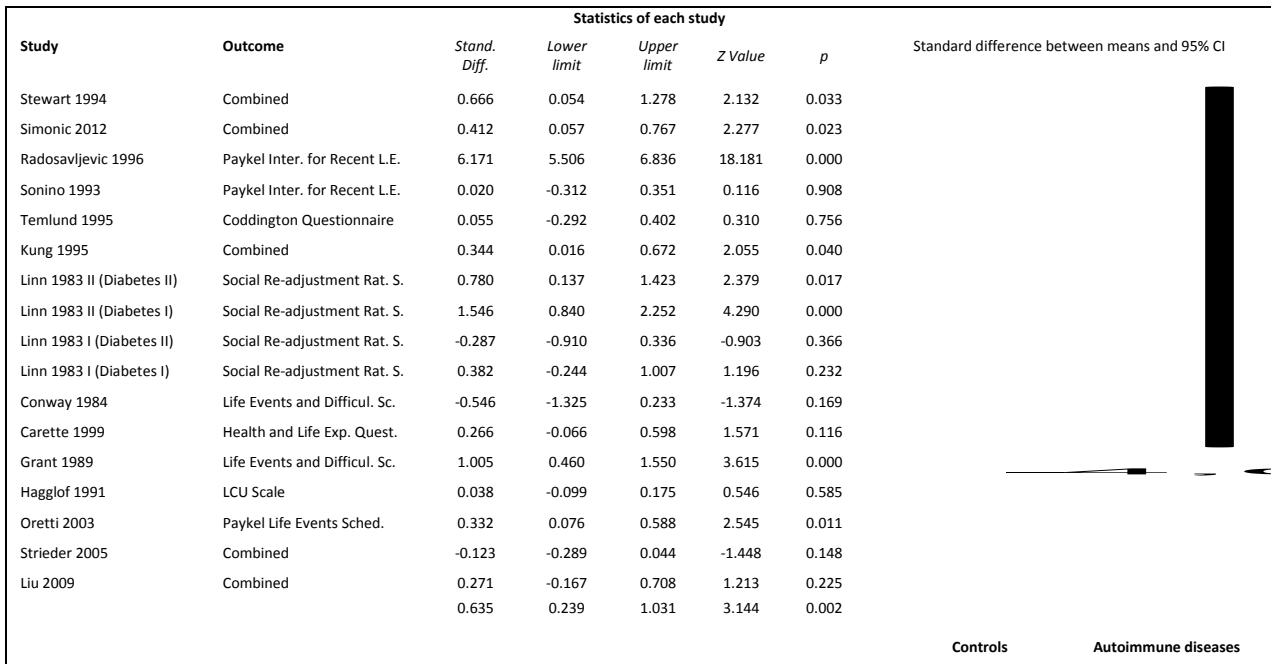 Statistics of each study
Study Outcome Stand. Diff. Lower limit Upper limit Z Value p Standard difference between means and 95% CI
Stewart 1994 Combined 0.666 0.054 1.278 2.132 0.033
Simonic 2012 Combined 0.412 0.057 0.767 2.277 0.023
Radosavljevic 1996 Paykel Inter. for Recent L.E. 6.171 5.506 6.836 18.181 0.000
Sonino 1993 Paykel Inter. for Recent L.E. 0.020 -0.312 0.351 0.116 0.908
Temlund 1995 Coddington Questionnaire 0.055 -0.292 0.402 0.310 0.756
Kung 1995 Combined 0.344 0.016 0.672 2.055 0.040
Linn 1983 II (Diabetes II) Social Re-adjustment Rat. S. 0.780 0.137 1.423 2.379 0.017
Linn 1983 II (Diabetes I) Social Re-adjustment Rat. S. 1.546 0.840 2.252 4.290 0.000
Linn 1983 I (Diabetes II) Social Re-adjustment Rat. S. -0.287 -0.910 0.336 -0.903 0.366
Linn 1983 I (Diabetes I) Social Re-adjustment Rat. S. 0.382 -0.244 1.007 1.196 0.232
Conway 1984 Life Events and Difficul. Sc. -0.546 -1.325 0.233 -1.374 0.169
Carette 1999 Health and Life Exp. Quest. 0.266 -0.066 0.598 1.571 0.116
Grant 1989 Life Events and Difficul. Sc. 1.005 0.460 1.550 3.615 0.000
Hagglof 1991 LCU Scale 0.038 -0.099 0.175 0.546 0.585
Oretti 2003 Paykel Life Events Sched. 0.332 0.076 0.588 2.545 0.011
Strieder 2005 Combined -0.123 -0.289 0.044 -1.448 0.148
Liu 2009 Combined 0.271 -0.167 0.708 1.213 0.225
0.635 0.239 1.031 3.144 0.002
Controls Autoimmune diseases